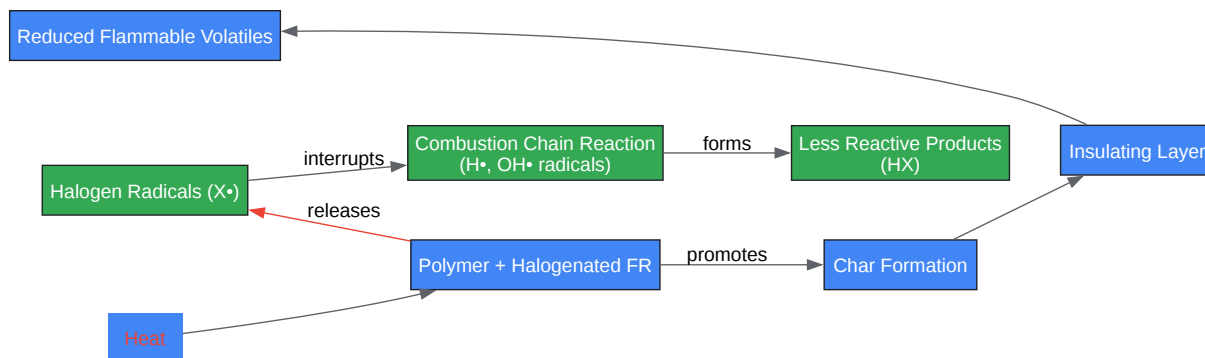 Reduced Flammable Volatiles
Combustion Chain Reaction
(H•, OH• radicals)
forms
Less Reactive Products
(HX)
Insulating Layer
interrupts
Halogen Radicals (X•)
releases
Polymer + Halogenated FR
promotes
Char Formation
Heat